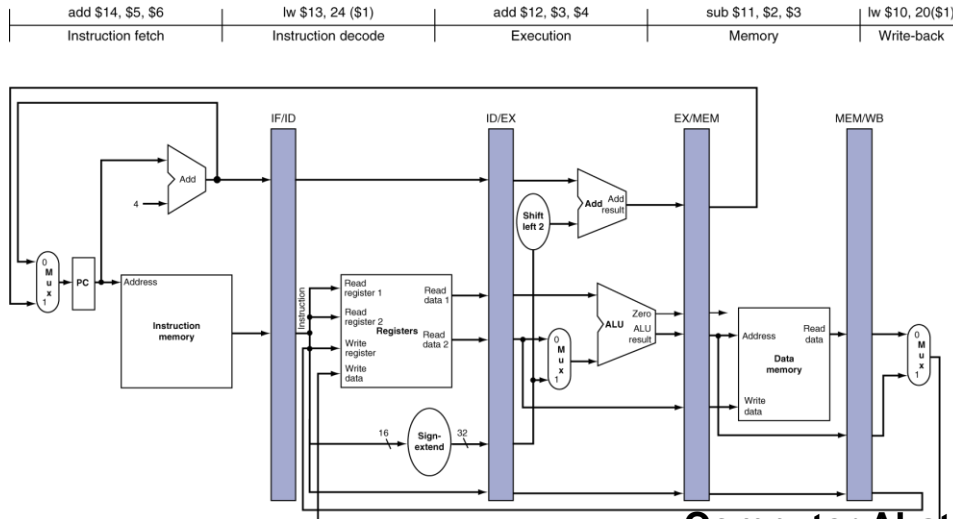 add $14, $5, $6 lw $13, 24 ($1) add $12, $3, $4 sub $11, $2, $3 lw $10, 20($1)
Instruction fetch Instruction decode Execution Memory Write-back
IF/ID ID/EX EX/MEM MEM/WB
Add
4
Shift
left 2
Add Add
result
0
M
u
x
1
PC
Address
Instruction
memory
Instruction
Read
register 1
Read
register 2
Registers
Write
register
Write
data
Read
data 1
Read
data 2
16
Sign-
extend
32
0
M
u
x
1
ALU
Zero
ALU
result
Address
Read
data
Data
memory
Write
data
0
M
u
x
1